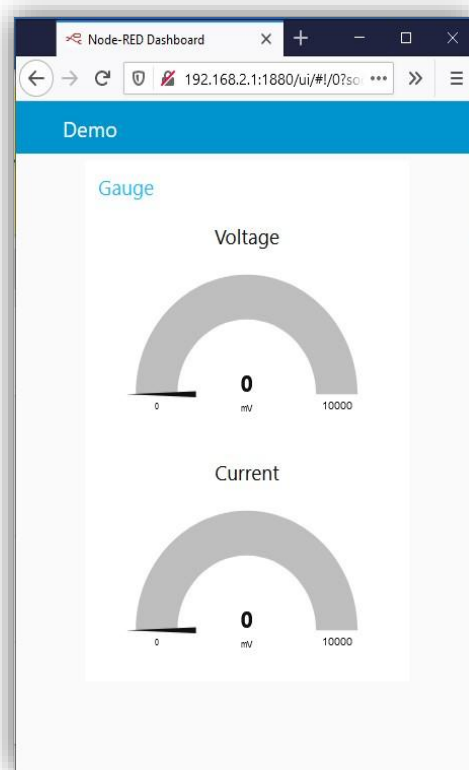 Node-RED Dashboard
192.168.2.1:1880/ui/#!/0?so
Demo
Gauge
Voltage
0
0
mV
10000
Current
0
0
mV
10000